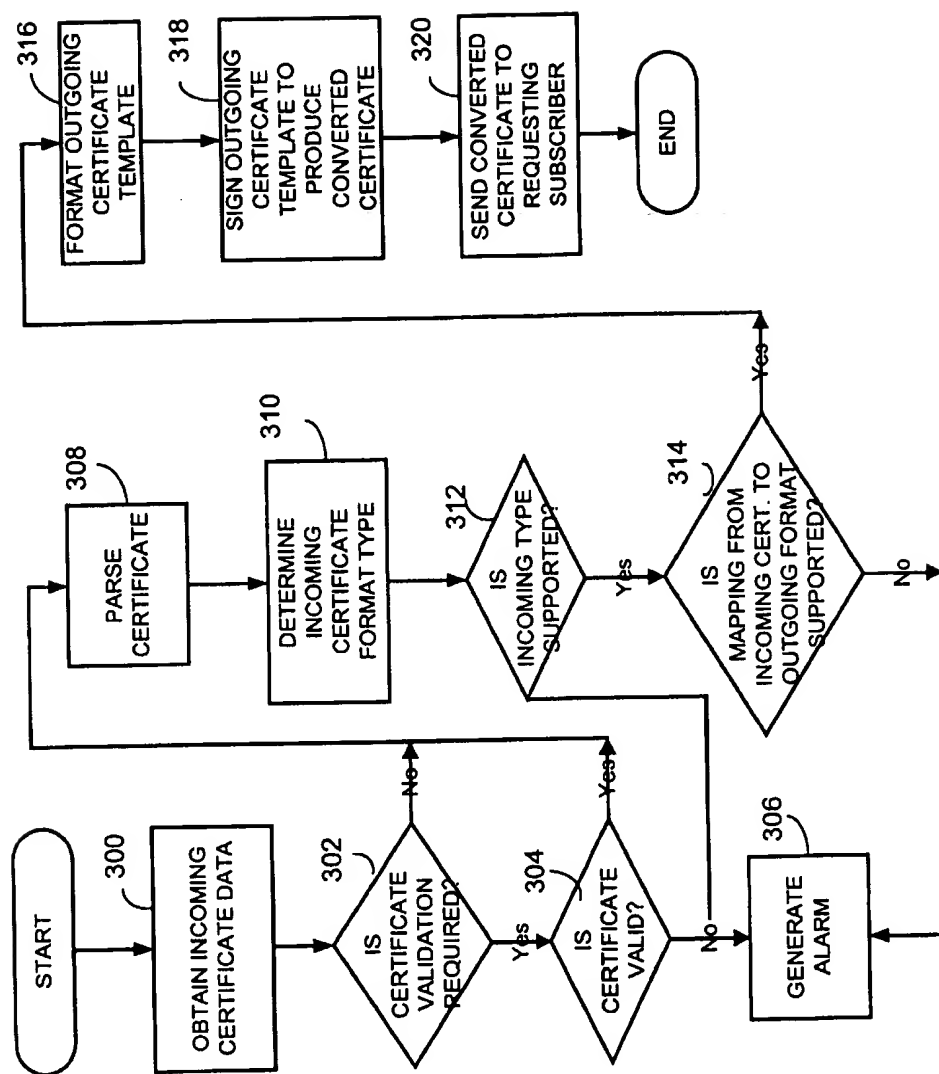 START
300
OBTAIN INCOMING
CERTIFICATE DATA
302
IS
CERTIFICATE
VALIDATION
REQUIRED?
No
Yes
304
IS
CERTIFICATE
VALID?
Yes
No
306
GENERATE
ALARM
308
PARSE
CERTIFICATE
310
DETERMINE
INCOMING
CERTIFICATE
FORMAT TYPE
312
IS
INCOMING TYPE
SUPPORTED?
Yes
314
IS
MAPPING FROM
INCOMING CERT. TO
OUTGOING FORMAT
SUPPORTED?
Yes
No
316
FORMAT OUTGOING
CERTIFICATE
TEMPLATE
318
SIGN OUTGOING
CERTIFCATE
TEMPLATE TO
PRODUCE
CONVERTED
CERTIFICATE
320
SEND CONVERTED
CERTIFICATE TO
REQUESTING
SUBSCRIBER
END